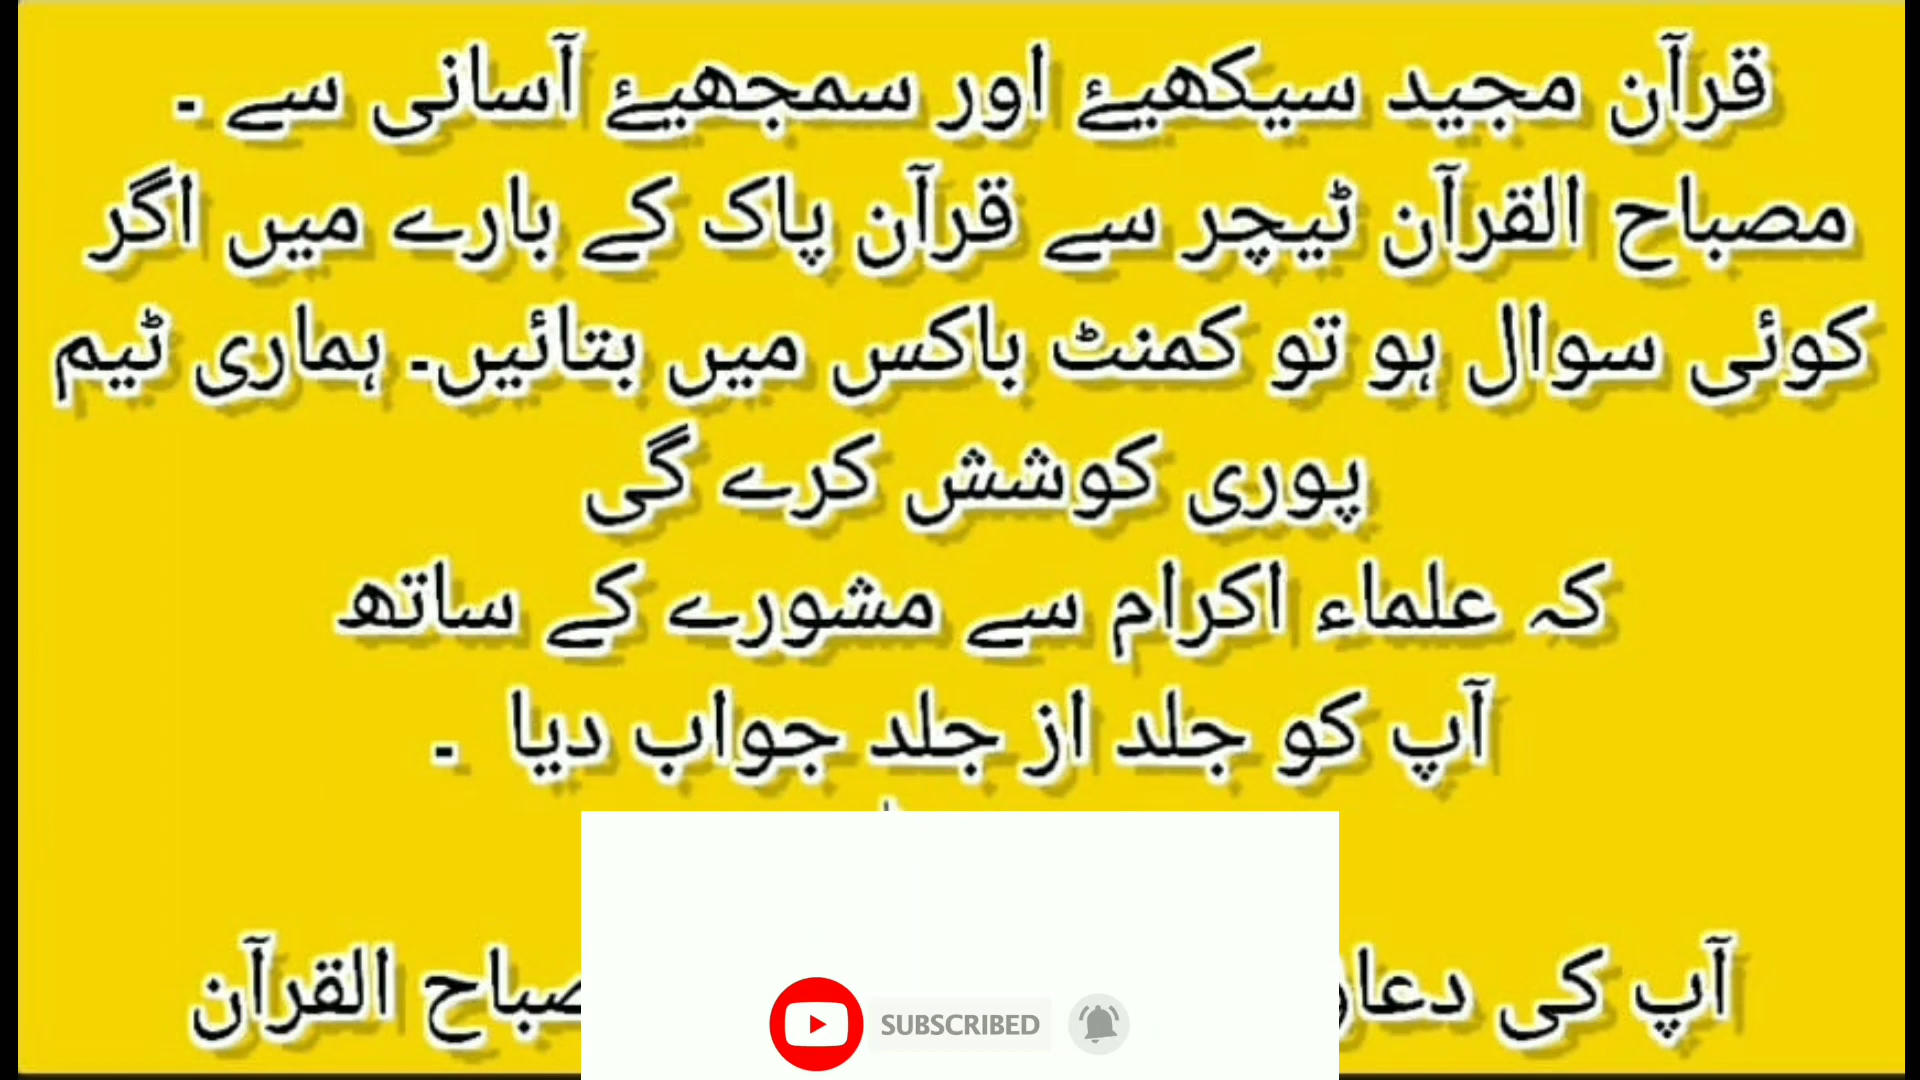 قرآن مجید سیکھیۓ اور سمجھیۓ آسانی سے ۔
مصباح القرآن ٹیچر سے قرآن پاک کے بارے میں اگر
کوئی سوال ہو تو کمنٹ باکس میں بتائیں۔ ہماری ٹیم
پوری کوشش کرے گی
کہ علماء اکرام سے مشورے کے ساتھ
آپ کو جلد از جلد جواب دیا ۔
آپ کی القرآن
SUBSCRIBED